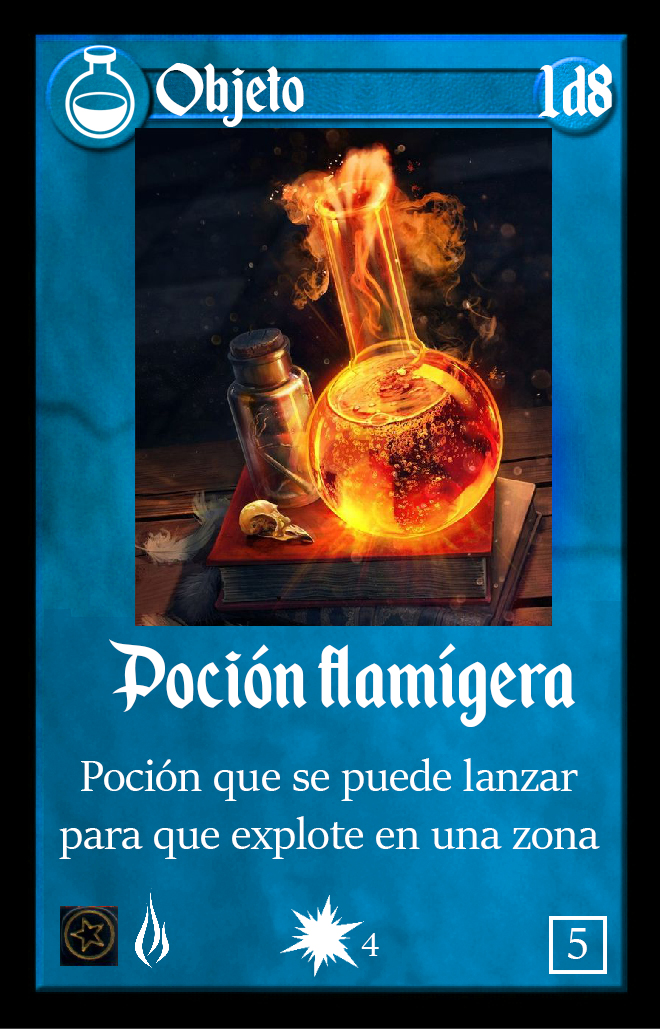 Objeto
1d8
Poción flamígera
Poción que se puede lanzar
para que explote en una zona
4
5